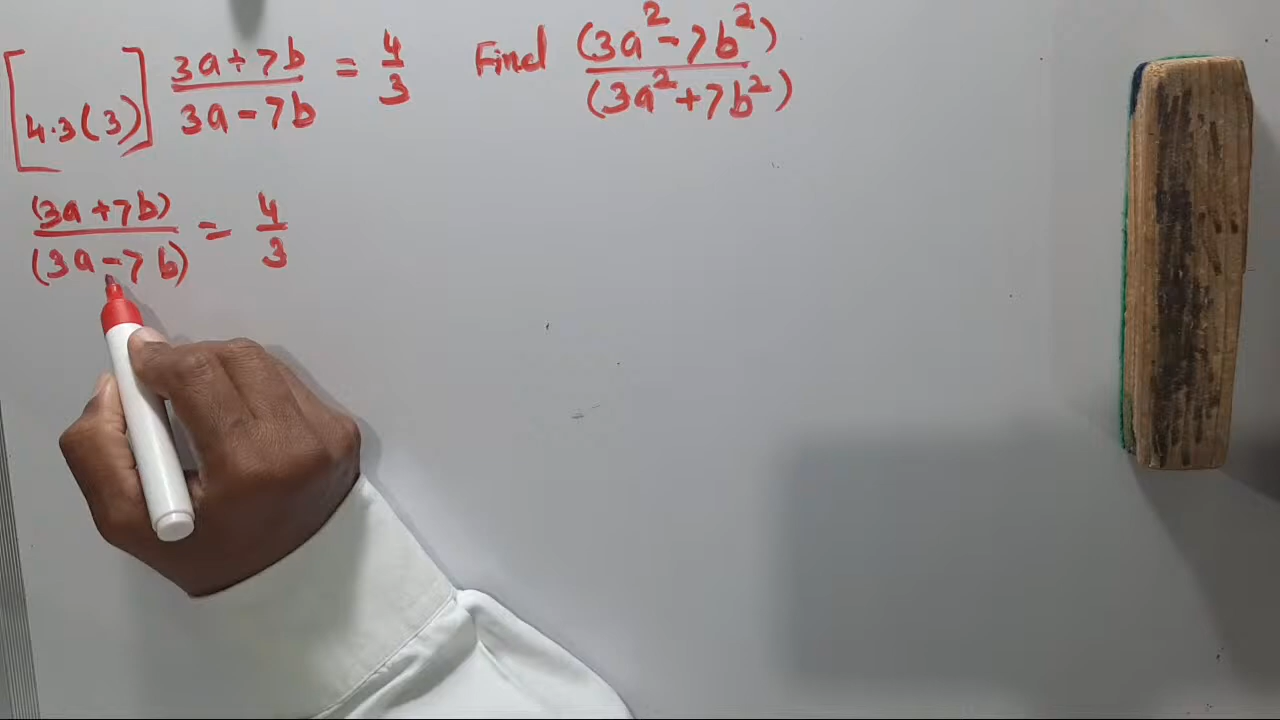 [4.3(3)] (3a+7b)/(3a-7b) = 4/3 Find (3a²-7b²)/(3a²+7b²)
(3a+7b)/(3a-7b) = 4/3